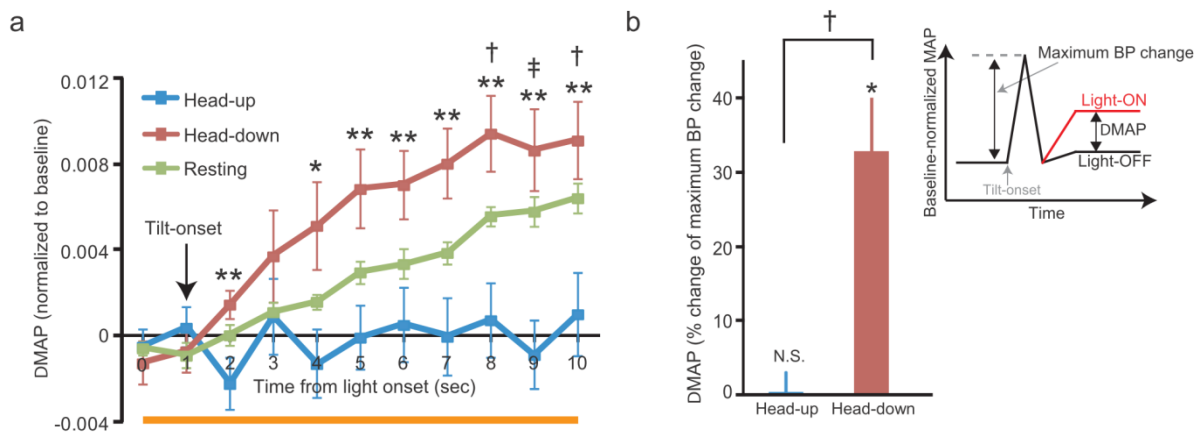 a
DMAP (normalized to baseline)
0.012
0.008
0.004
0
-0.004
Head-up
Head-down
Resting
Tilt-onset
** * ** ** ** ** ** **
† ‡ †
0 1 2 3 4 5 6 7 8 9 10
Time from light onset (sec)
b
DMAP (% change of maximum BP change)
40
30
20
10
0
†
*
N.S.
Head-up Head-down
Baseline-normalized MAP
Maximum BP change
Light-ON
DMAP
Light-OFF
Tilt-onset
Time